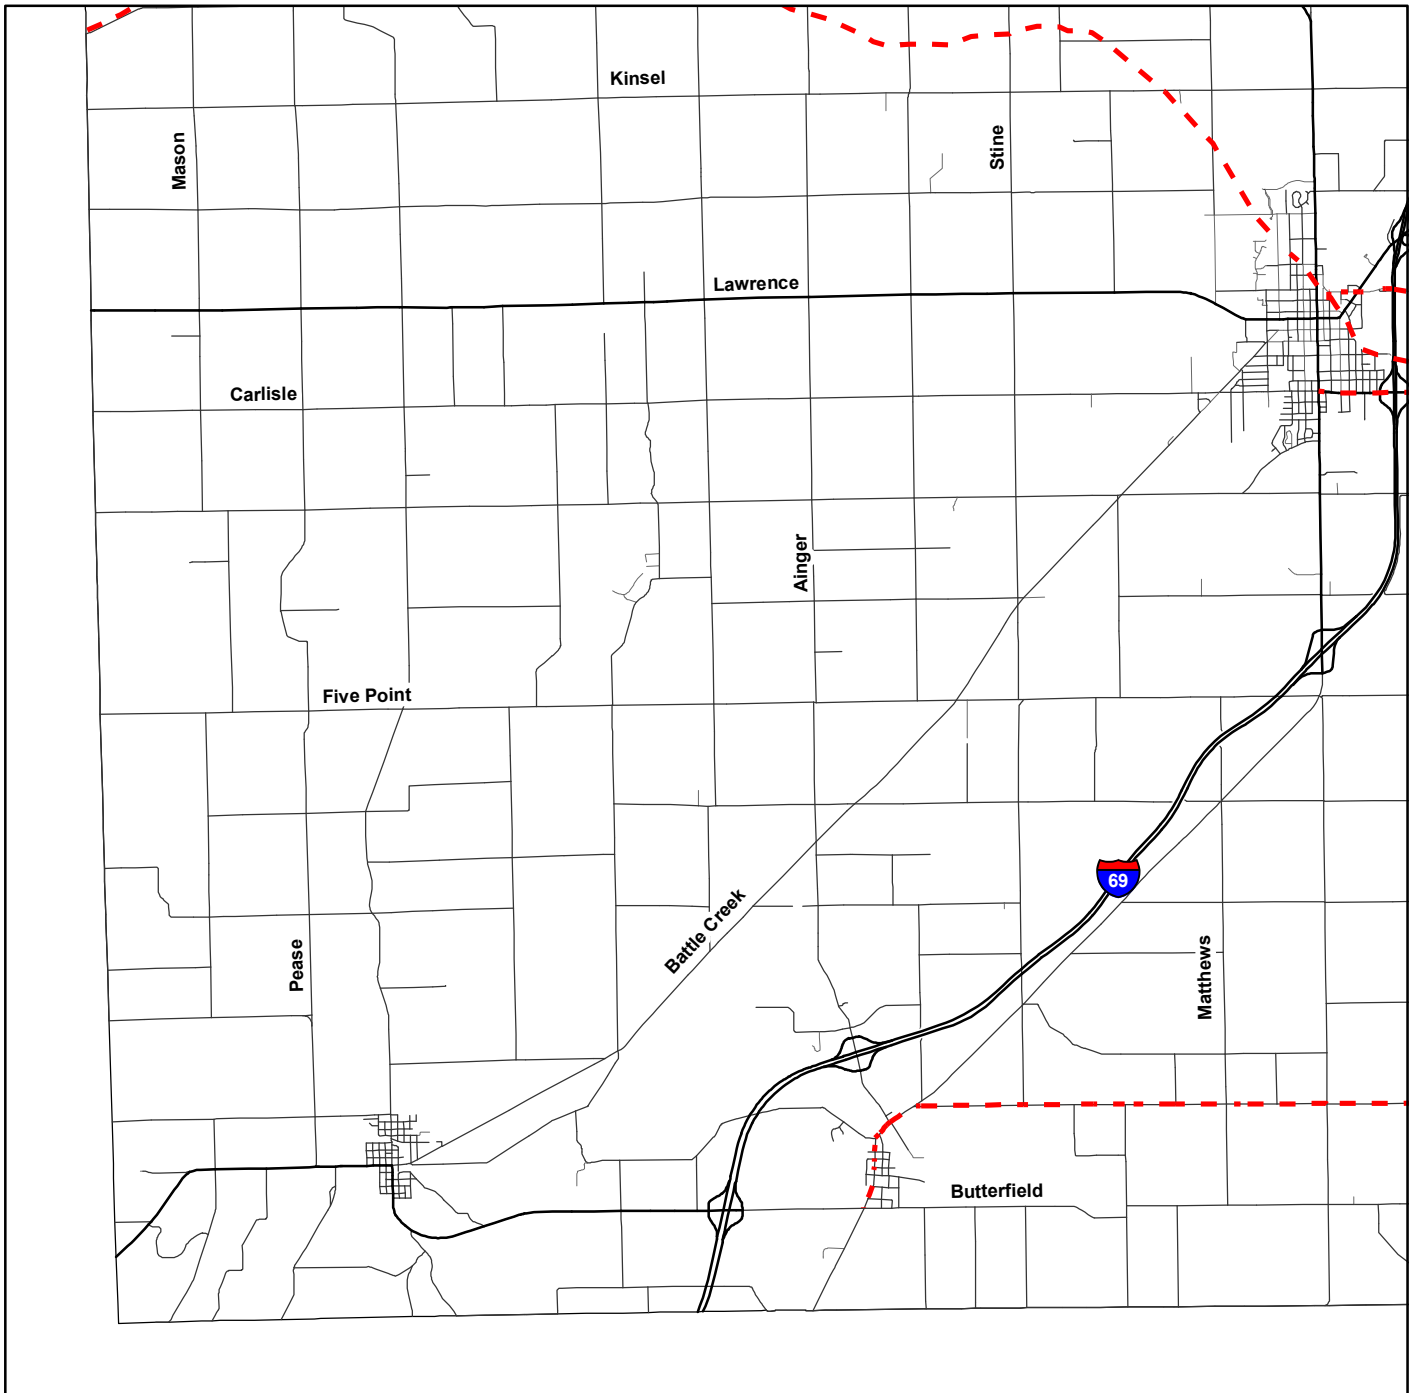 Kinsel
Mason
Stine
Lawrence
Carlisle
Ainger
Five Point
69
Battle Creek
Pease
Matthews
Butterfield